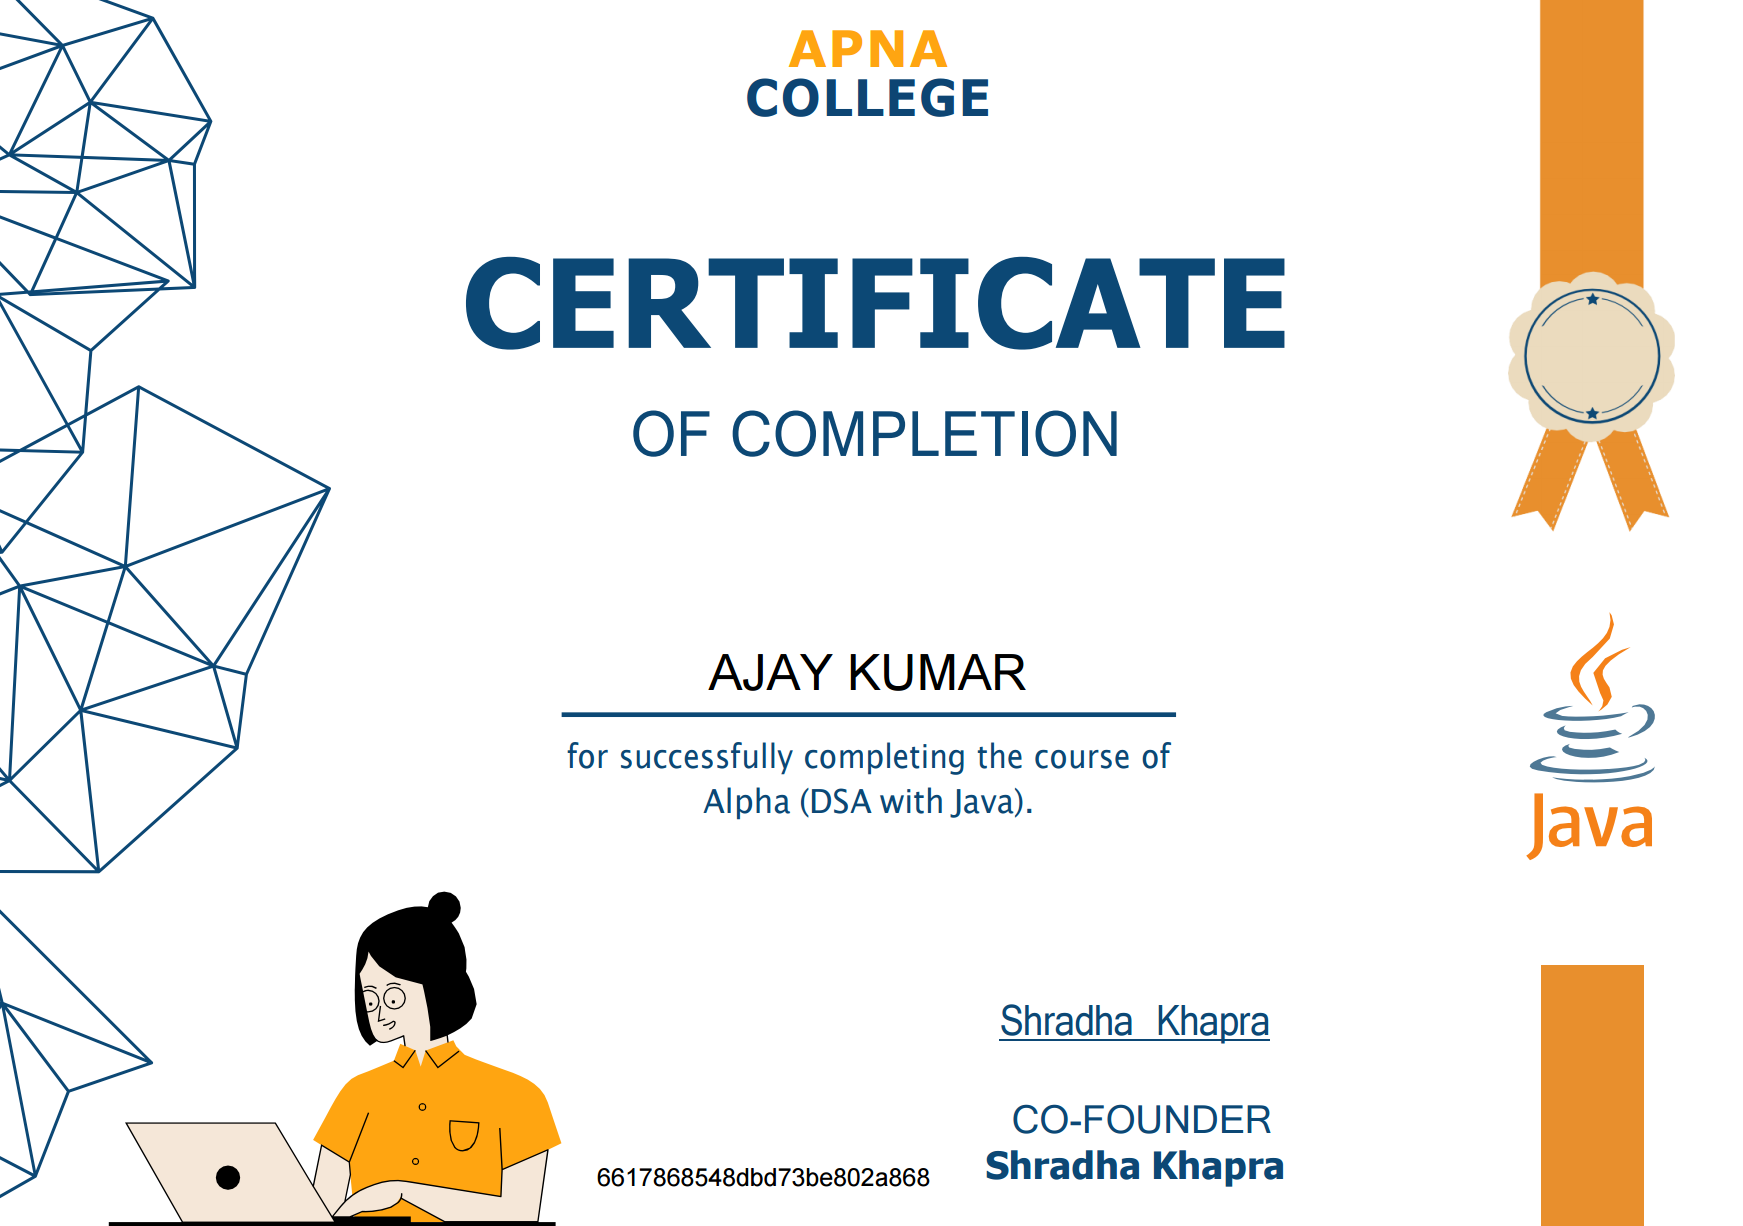 APNA
COLLEGE
CERTIFICATE
OF COMPLETION
AJAY KUMAR
for successfully completing the course of
Alpha (DSA with Java).
Java
Shradha Khapra
CO-FOUNDER
Shradha Khapra
6617868548dbd73be802a868